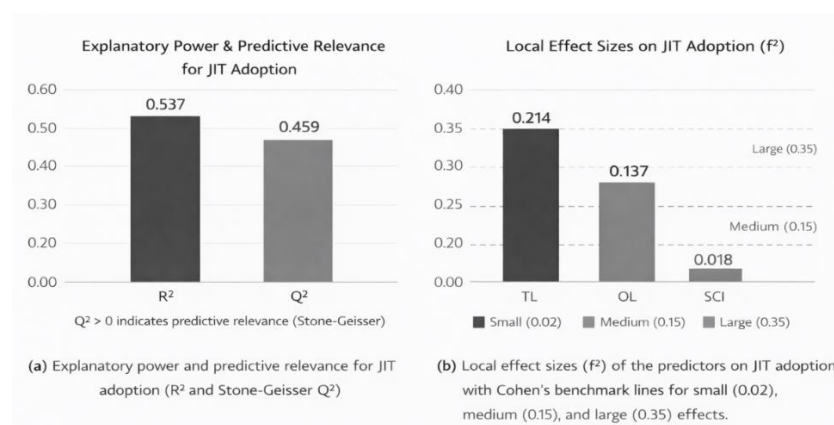 Explanatory Power & Predictive Relevance
for JIT Adoption
0.60
0.50
0.40
0.30
0.20
0.00
0.537
0.459
R²
Q²
Q² > 0 indicates predictive relevance (Stone-Geisser)
(a) Explanatory power and predictive relevance for JIT
adoption (R² and Stone-Geisser Q²)
Local Effect Sizes on JIT Adoption (f²)
0.40
0.35
0.30
0.25
0.20
0.00
0.214
0.137
0.018
Large (0.35)
Medium (0.15)
TL
OL
SCI
Small (0.02)
Medium (0.15)
Large (0.35)
(b) Local effect sizes (f²) of the predictors on JIT adoption
with Cohen's benchmark lines for small (0.02),
medium (0.15), and large (0.35) effects.